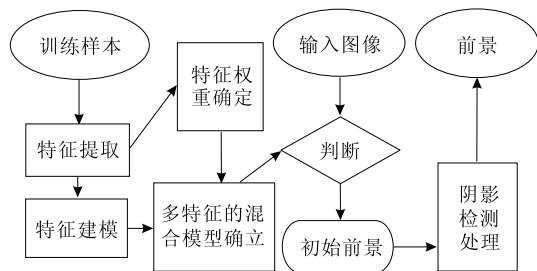 训练样本
特征提取
特征建模
特征权
重确定
多特征的混
合模型确立
输入图像
判断
初始前景
阴影
检测
处理
前景